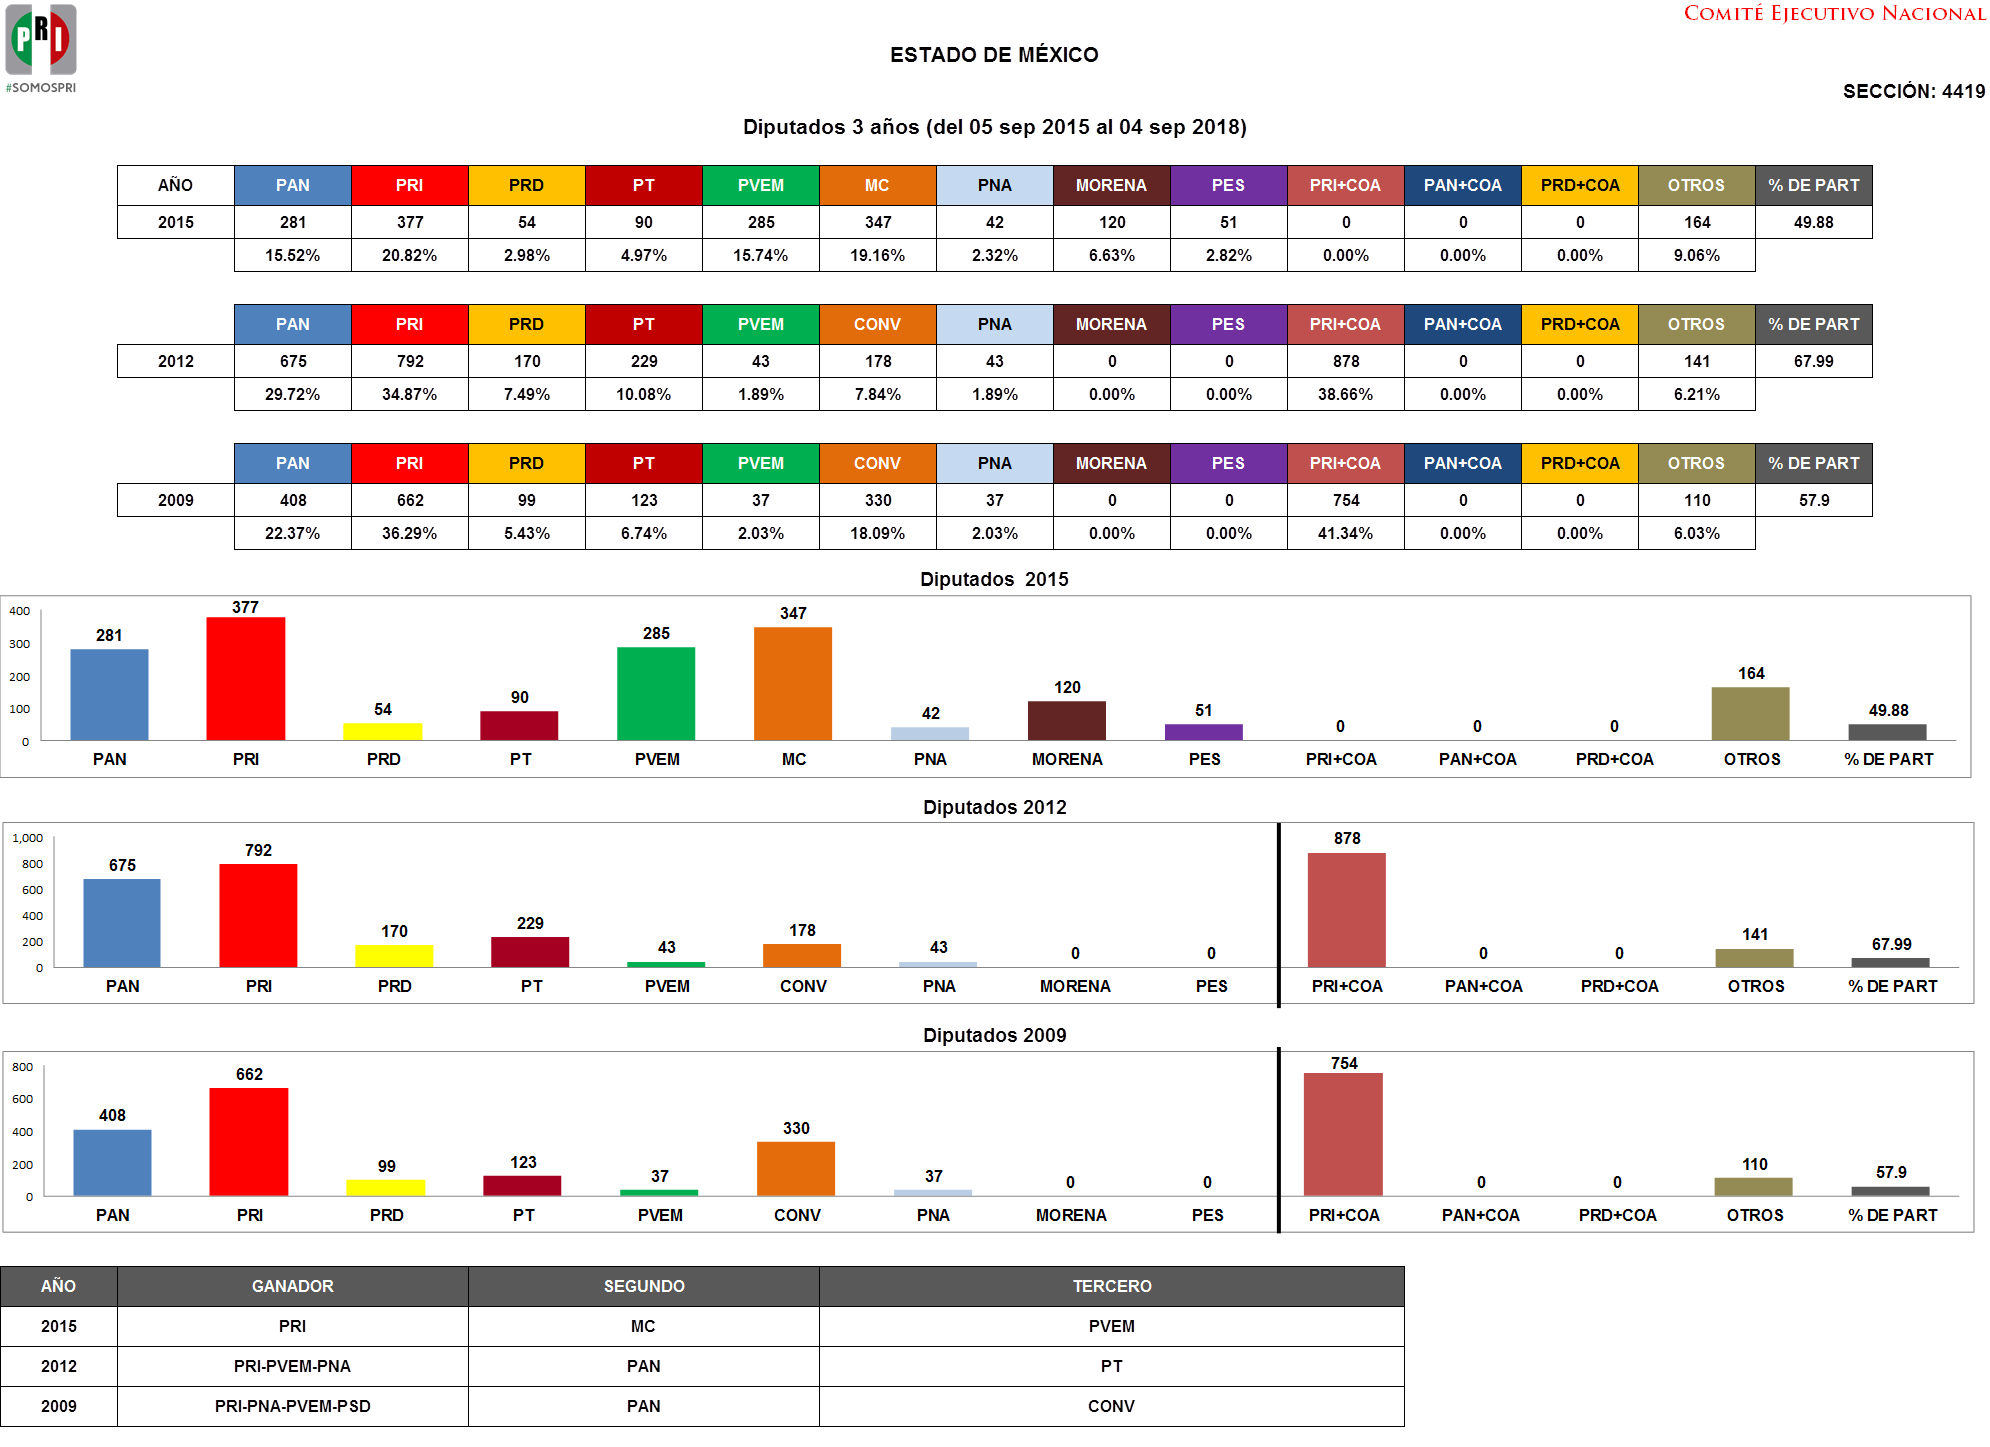 PRI
#SOMOSPRI
COMITÉ EJECUTIVO NACIONAL
ESTADO DE MÉXICO
SECCIÓN: 4419
Diputados 3 años (del 05 sep 2015 al 04 sep 2018)
AÑO PAN PRI PRD PT PVEM MC PNA MORENA PES PRI+COA PAN+COA PRD+COA OTROS % DE PART
2015 281 377 54 90 285 347 42 120 51 0 0 0 164 49.88
15.52% 20.82% 2.98% 4.97% 15.74% 19.16% 2.32% 6.63% 2.82% 0.00% 0.00% 0.00% 9.06%
PAN PRI PRD PT PVEM CONV PNA MORENA PES PRI+COA PAN+COA PRD+COA OTROS % DE PART
2012 675 792 170 229 43 178 43 0 0 878 0 0 141 67.99
29.72% 34.87% 7.49% 10.08% 1.89% 7.84% 1.89% 0.00% 0.00% 38.66% 0.00% 0.00% 6.21%
PAN PRI PRD PT PVEM CONV PNA MORENA PES PRI+COA PAN+COA PRD+COA OTROS % DE PART
2009 408 662 99 123 37 330 37 0 0 754 0 0 110 57.9
22.37% 36.29% 5.43% 6.74% 2.03% 18.09% 2.03% 0.00% 0.00% 41.34% 0.00% 0.00% 6.03%
Diputados 2015
400
300
200
100
0
281 377 54 90 285 347 42 120 51 0 0 0 164 49.88
PAN PRI PRD PT PVEM MC PNA MORENA PES PRI+COA PAN+COA PRD+COA OTROS % DE PART
Diputados 2012
1,000
800
600
400
200
0
675 792 170 229 43 178 43 0 0 878 0 0 141 67.99
PAN PRI PRD PT PVEM CONV PNA MORENA PES PRI+COA PAN+COA PRD+COA OTROS % DE PART
Diputados 2009
800
600
400
200
0
408 662 99 123 37 330 37 0 0 754 0 0 110 57.9
PAN PRI PRD PT PVEM CONV PNA MORENA PES PRI+COA PAN+COA PRD+COA OTROS % DE PART
AÑO GANADOR SEGUNDO TERCERO
2015 PRI MC PVEM
2012 PRI-PVEM-PNA PAN PT
2009 PRI-PNA-PVEM-PSD PAN CONV